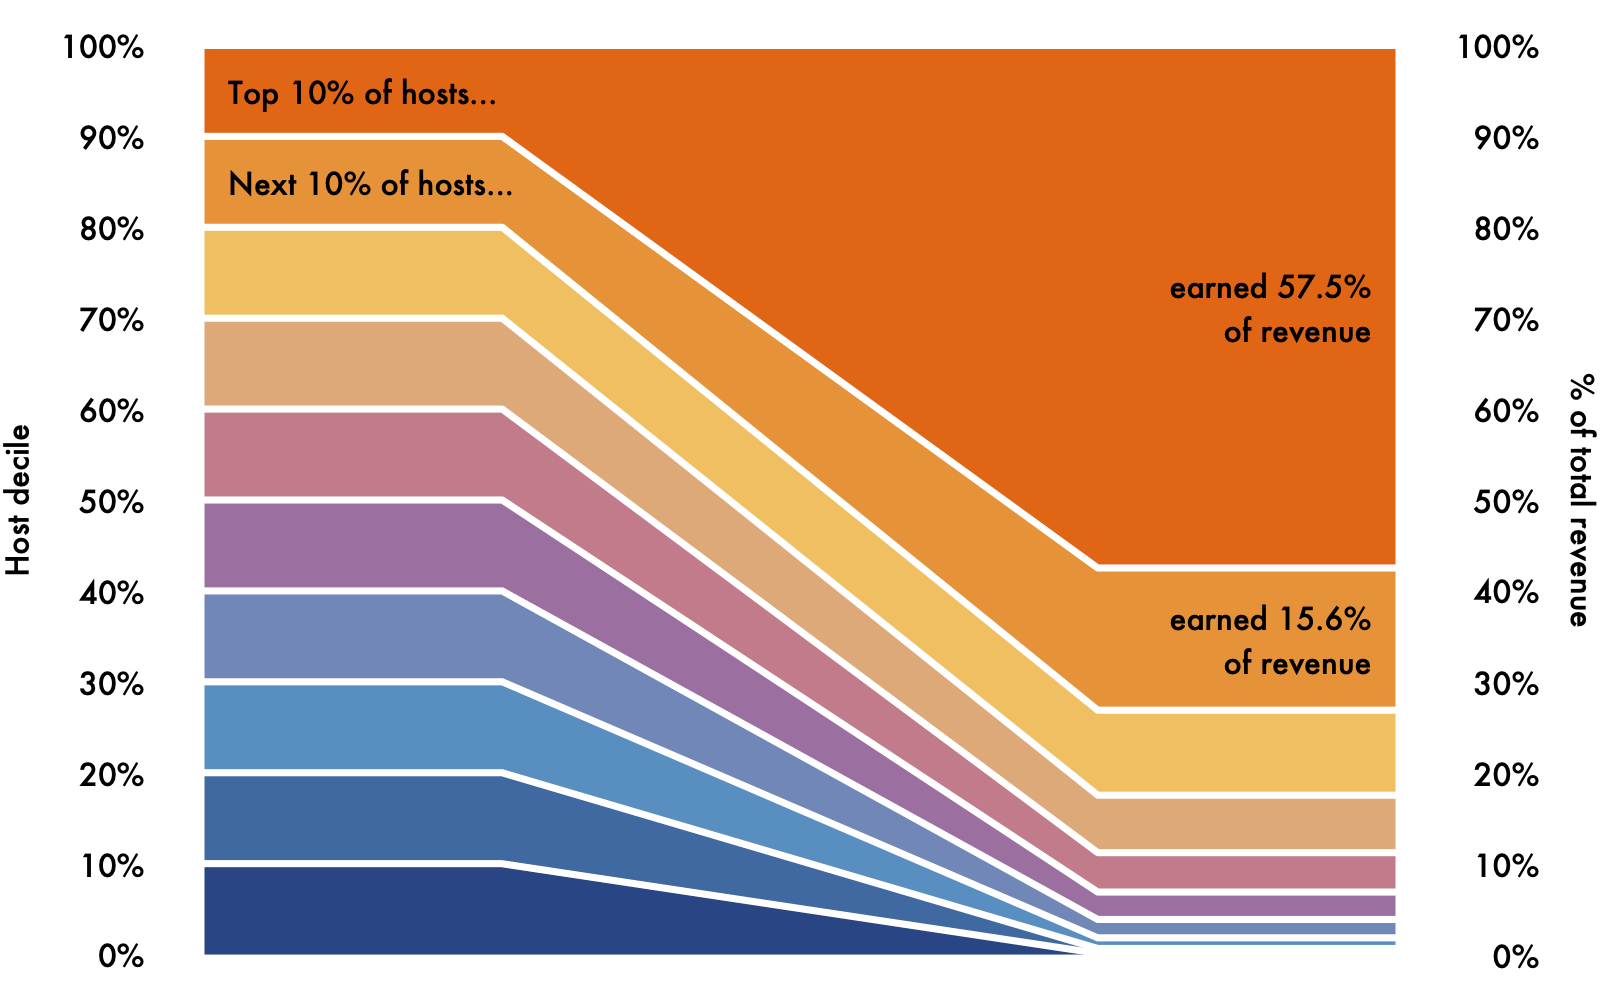 100%
90%
80%
70%
60%
50%
40%
30%
20%
10%
0%
Host decile
Top 10% of hosts...
Next 10% of hosts...
earned 57.5%
of revenue
earned 15.6%
of revenue
100%
90%
80%
70%
60%
50%
40%
30%
20%
10%
0%
% of total revenue